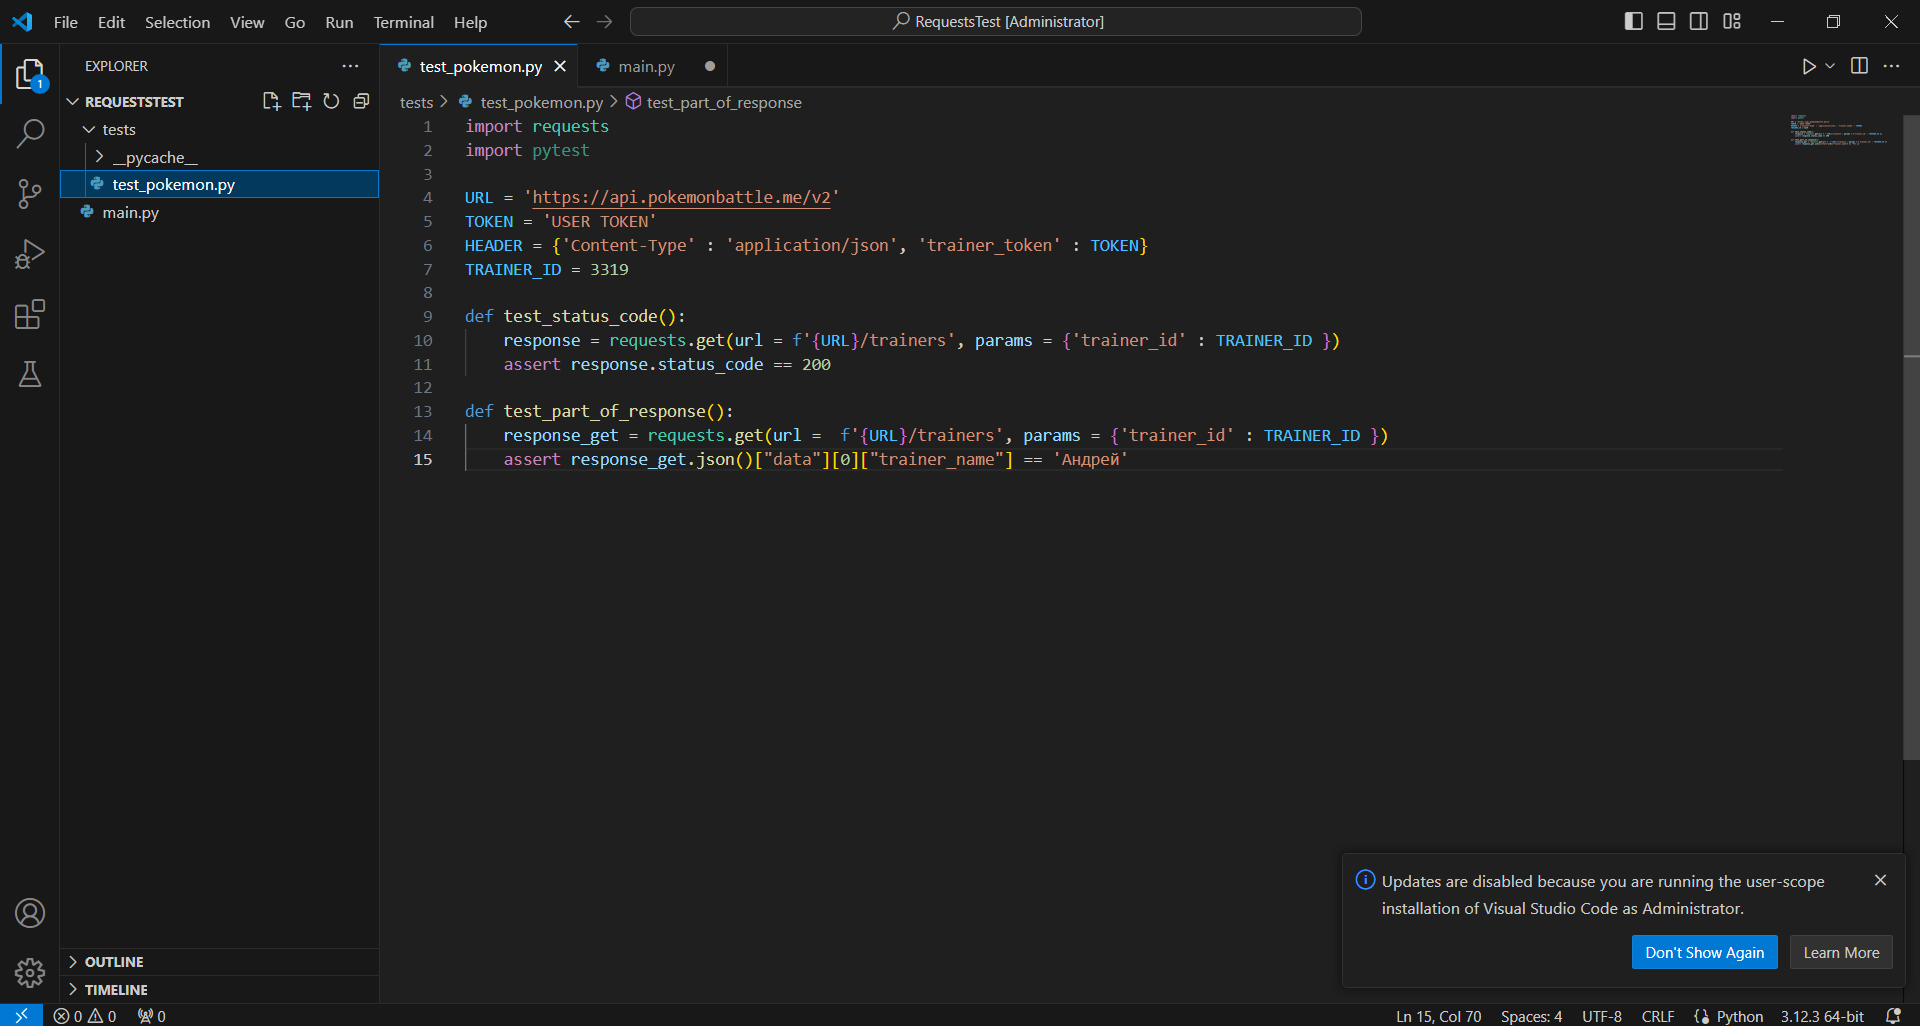 File Edit Selection View Go Run Terminal Help
RequestsTest [Administrator]
EXPLORER
1
REQUESTSTEST
tests
__pycache__
test_pokemon.py
main.py
OUTLINE
TIMELINE
test_pokemon.py main.py
tests test_pokemon.py test_part_of_response
1 import requests
2 import pytest
3
4 URL = 'https://api.pokemonbattle.me/v2'
5 TOKEN = 'USER TOKEN'
6 HEADER = {'Content-Type' : 'application/json', 'trainer_token' : TOKEN}
7 TRAINER_ID = 3319
8
9 def test_status_code():
10 response = requests.get(url = f'{URL}/trainers', params = {'trainer_id' : TRAINER_ID })
11 assert response.status_code == 200
12
13 def test_part_of_response():
14 response_get = requests.get(url =  f'{URL}/trainers', params = {'trainer_id' : TRAINER_ID })
15 assert response_get.json()["data"][0]["trainer_name"] == 'Андрей'
Updates are disabled because you are running the user-scope
installation of Visual Studio Code as Administrator.
Don't Show Again Learn More
0 0 0 Ln 15, Col 70 Spaces: 4 UTF-8 CRLF Python 3.12.3 64-bit